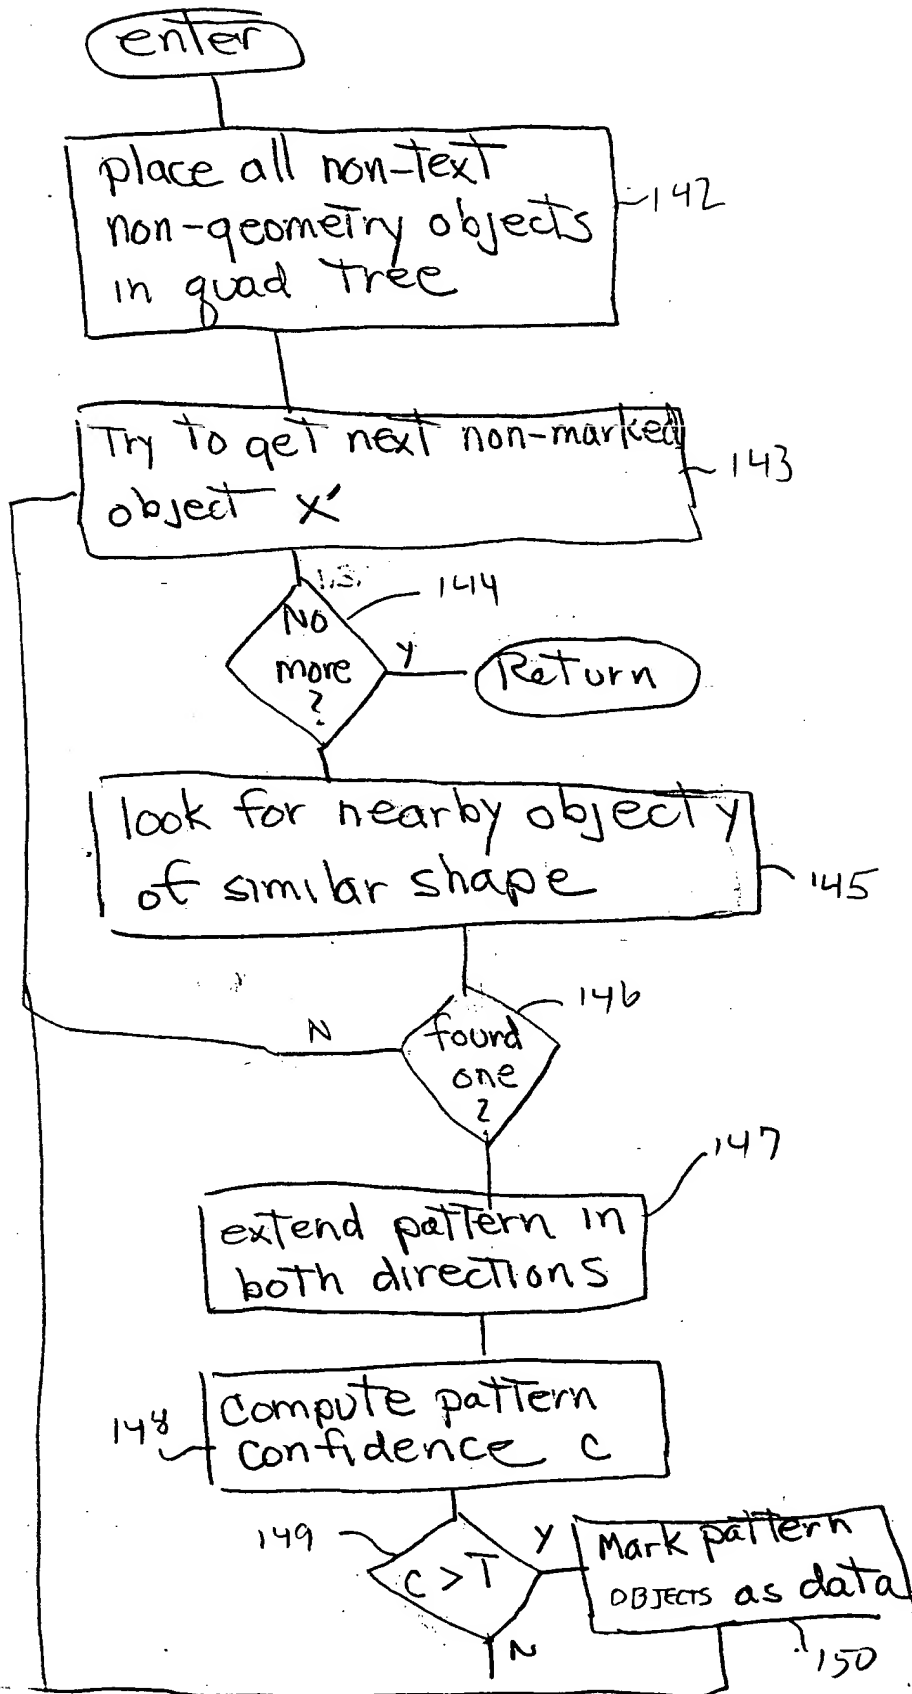 enter
place all non-text
non-geometry objects
in quad tree
142
Try to get next non-marked
object x'
143
144
No
more
?
Y
Return
look for nearby object y
of similar shape
145
146
found
one
?
N
147
extend pattern in
both directions
148
compute pattern
confidence c
149
c > T
Y
Mark pattern
OBJECTS as data
N
150